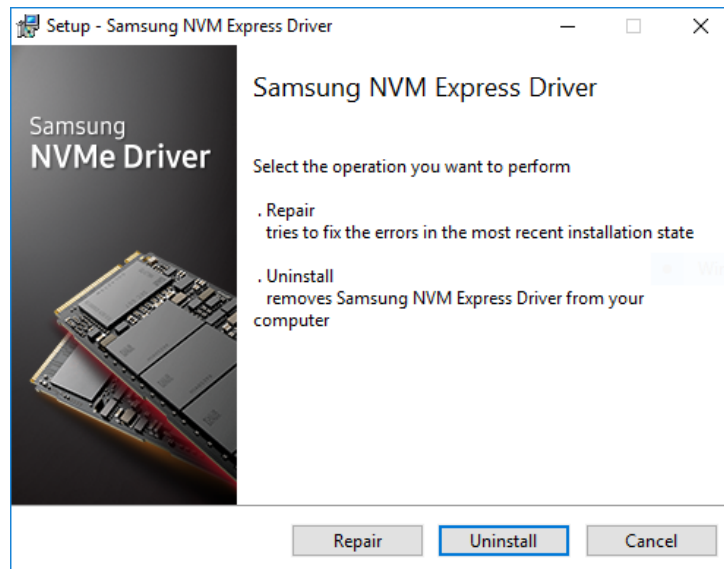 Setup - Samsung NVM Express Driver
Samsung
NVMe Driver
Samsung NVM Express Driver
Select the operation you want to perform
. Repair
tries to fix the errors in the most recent installation state
. Uninstall
removes Samsung NVM Express Driver from your
computer
Repair
Uninstall
Cancel